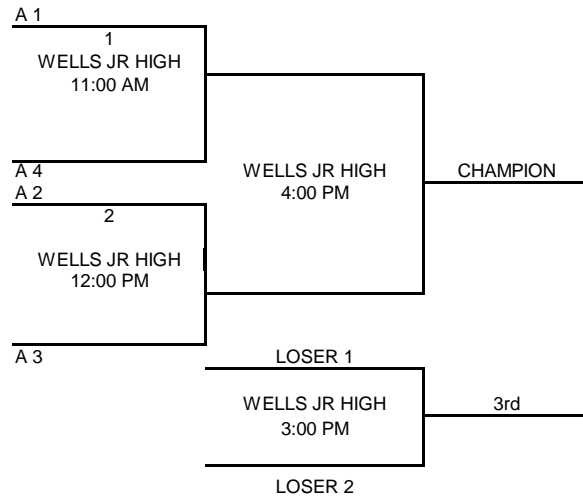 A 1
1
WELLS JR HIGH
11:00 AM
A 4
A 2
2
WELLS JR HIGH
12:00 PM
A 3
WELLS JR HIGH
4:00 PM
CHAMPION
LOSER 1
WELLS JR HIGH
3:00 PM
LOSER 2
3rd